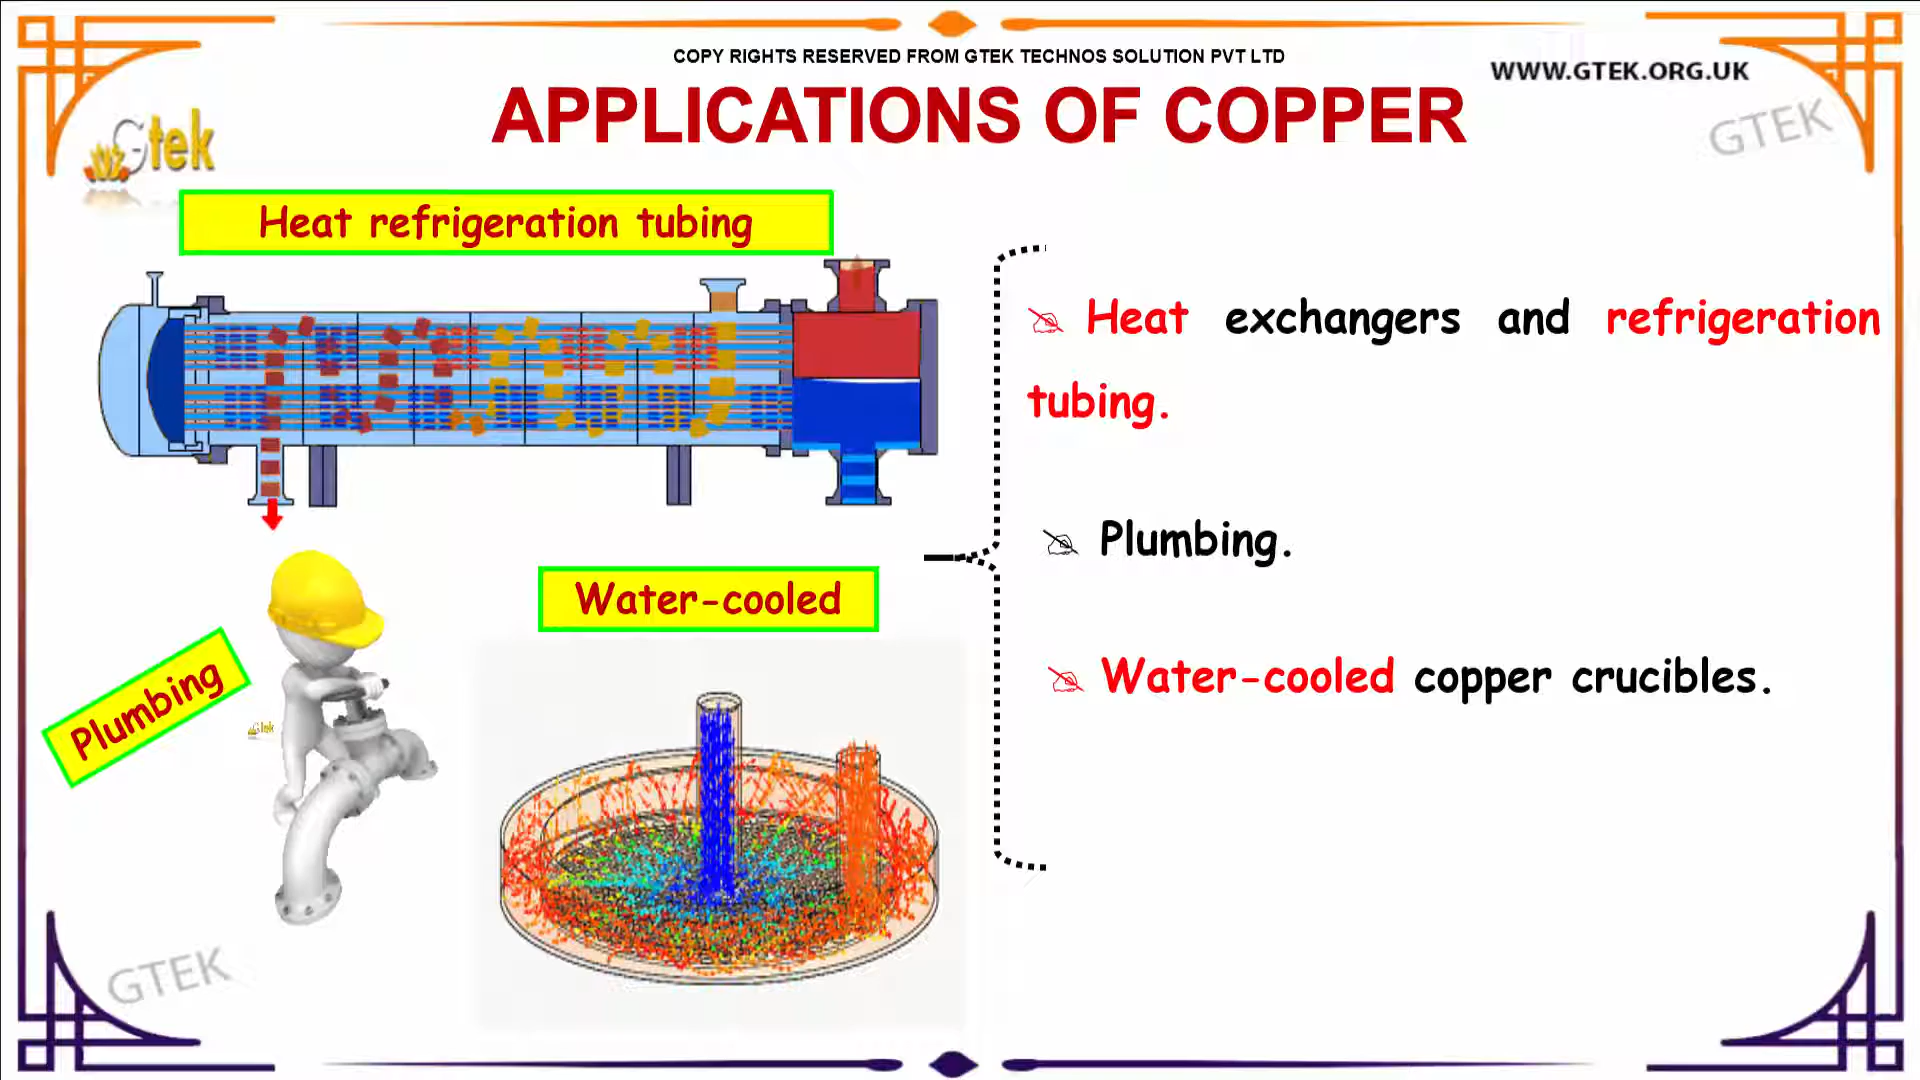 COPY RIGHTS RESERVED FROM GTEK TECHNOS SOLUTION PVT LTD
WWW.GTEK.ORG.UK
APPLICATIONS OF COPPER
Gtek
GTEK
Heat refrigeration tubing
Heat exchangers and refrigeration
tubing.
Plumbing.
Water-cooled
Water-cooled copper crucibles.
Plumbing
Gtek
GTEK